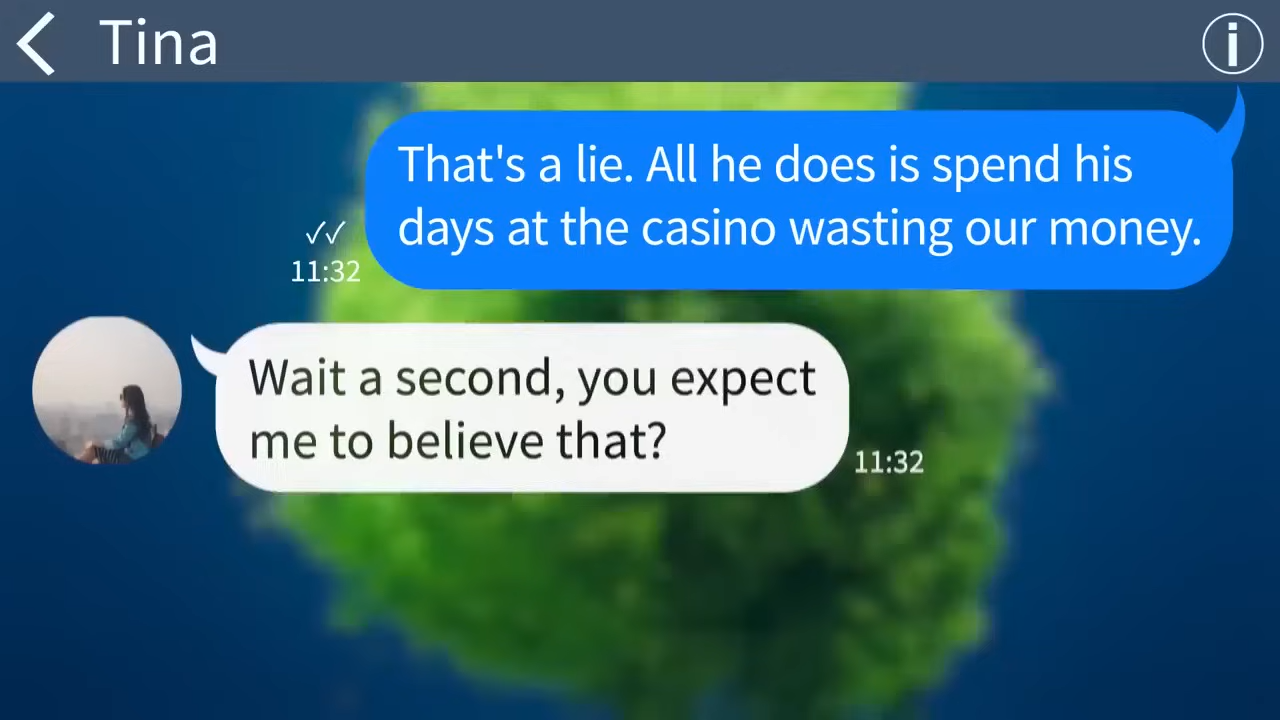 Tina
That's a lie. All he does is spend his
days at the casino wasting our money.
11:32
Wait a second, you expect
me to believe that?
11:32